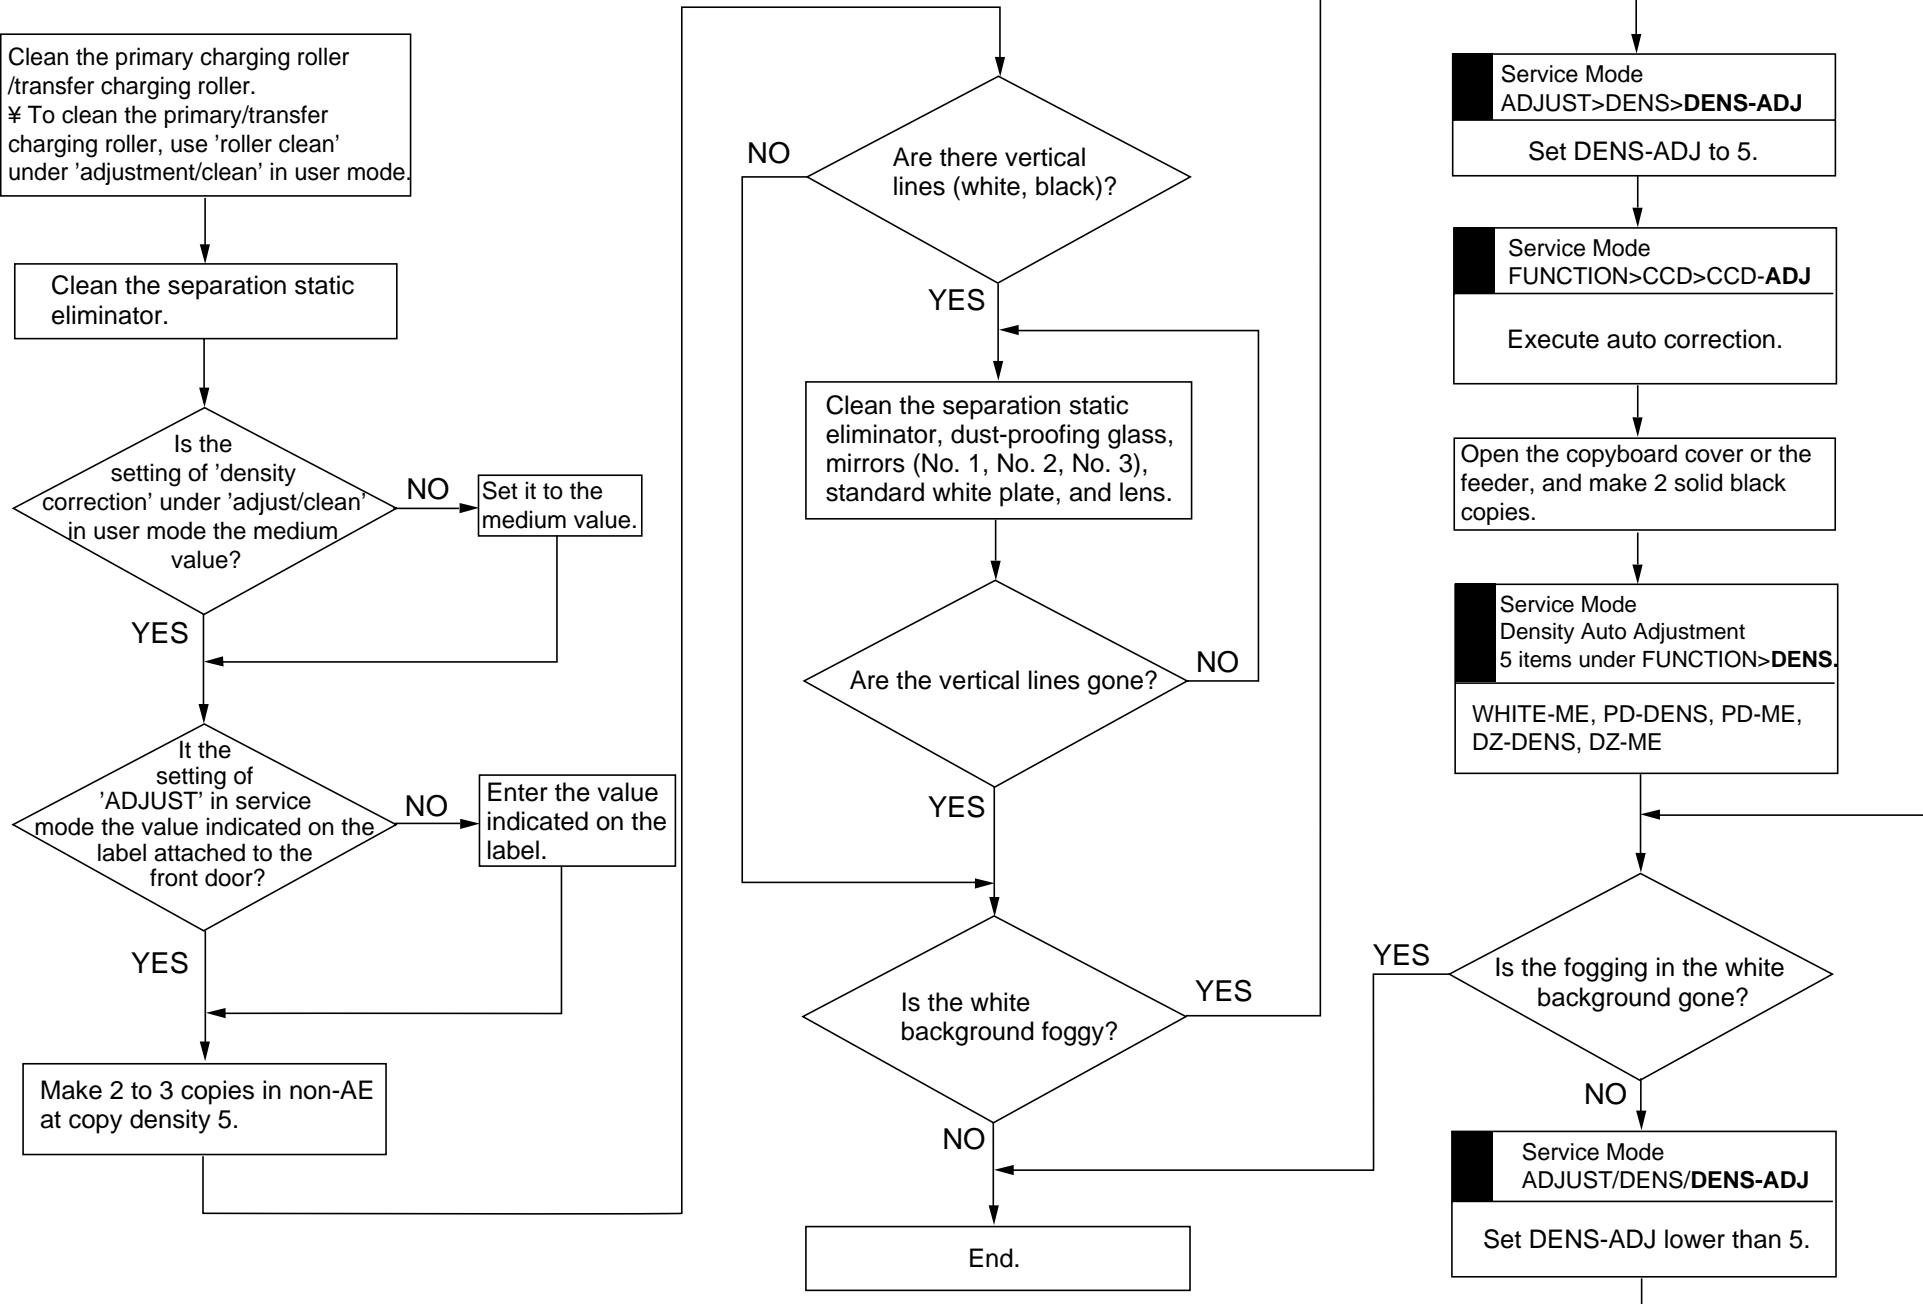 Clean the primary charging roller
/transfer charging roller.
¥ To clean the primary/transfer
charging roller, use ’roller clean’
under ’adjustment/clean’ in user mode.
Clean the separation static
eliminator.
Is the
setting of ’density
correction’ under ’adjust/clean’
in user mode the medium
value?
NO
Set it to the
medium value.
YES
It the
setting of
’ADJUST’ in service
mode the value indicated on the
label attached to the
front door?
NO
Enter the value
indicated on the
label.
YES
Make 2 to 3 copies in non-AE
at copy density 5.
Are there vertical
lines (white, black)?
NO
YES
Clean the separation static
eliminator, dust-proofing glass,
mirrors (No. 1, No. 2, No. 3),
standard white plate, and lens.
Are the vertical lines gone?
NO
YES
Is the white
background foggy?
YES
NO
End.
Service Mode
ADJUST>DENS>DENS-ADJ
Set DENS-ADJ to 5.
Service Mode
FUNCTION>CCD>CCD-ADJ
Execute auto correction.
Open the copyboard cover or the
feeder, and make 2 solid black
copies.
Service Mode
Density Auto Adjustment
5 items under FUNCTION>DENS.
WHITE-ME, PD-DENS, PD-ME,
DZ-DENS, DZ-ME
YES
Is the fogging in the white
background gone?
NO
Service Mode
ADJUST/DENS/DENS-ADJ
Set DENS-ADJ lower than 5.